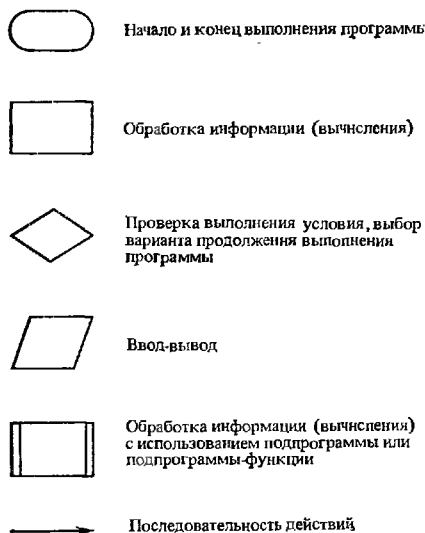 Начало и конец выполнения программы
Обработка информации (вычисления)
Проверка выполнения условия, выбор
варианта продолжения выполнения
программы
Ввод-вывод
Обработка информации (вычисления)
с использованием подпрограммы или
подпрограммы-функции
Последовательность действий